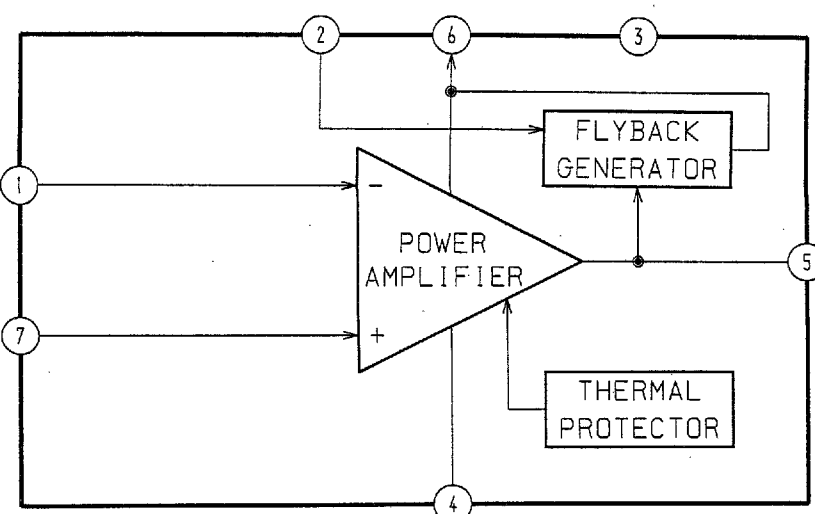 2
6
3
FLYBACK
GENERATOR
1
−
POWER
AMPLIFIER
5
7
+
THERMAL
PROTECTOR
4